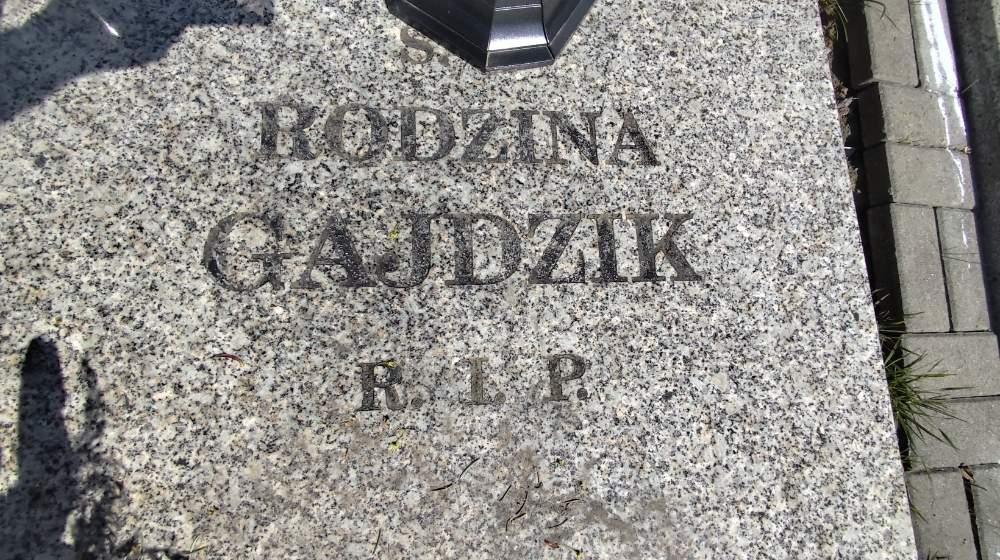 S.
RODZINA
GAJDZIK
R. I. P.